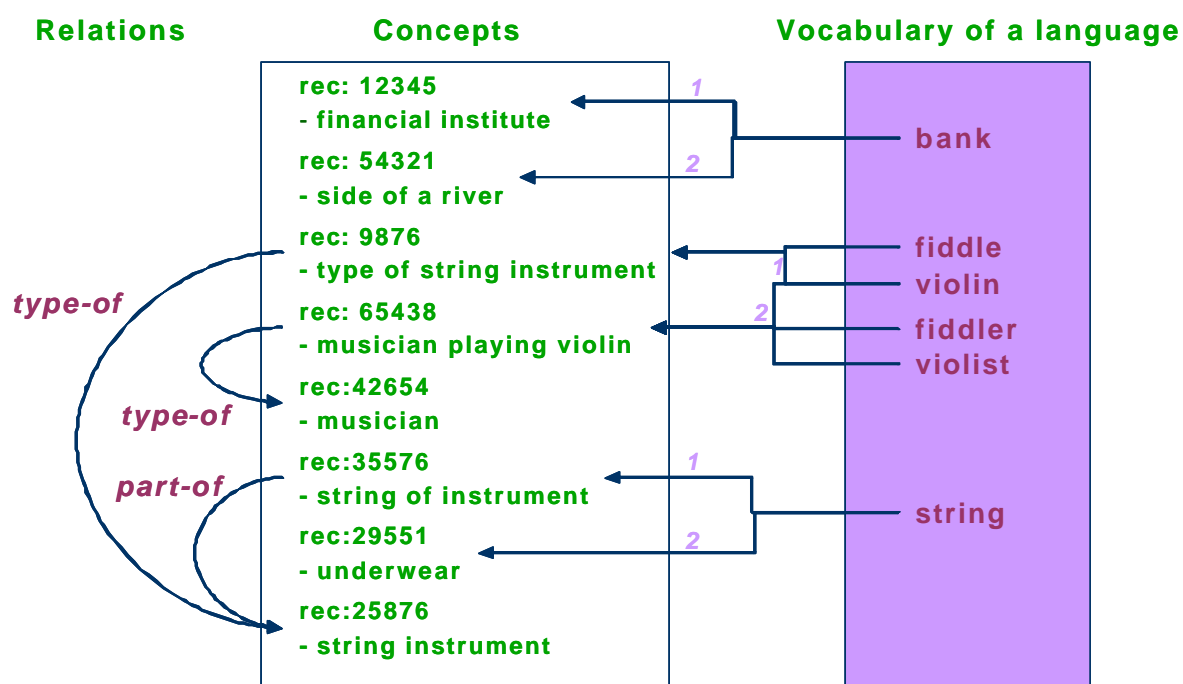 Relations
Concepts
Vocabulary of a language
rec: 12345
- financial institute
rec: 54321
- side of a river
rec: 9876
- type of string instrument
rec: 65438
- musician playing violin
rec:42654
- musician
rec:35576
- string of instrument
rec:29551
- underwear
rec:25876
- string instrument
type-of
type-of
part-of
1
2
1
2
1
2
bank
fiddle
violin
fiddler
violist
string